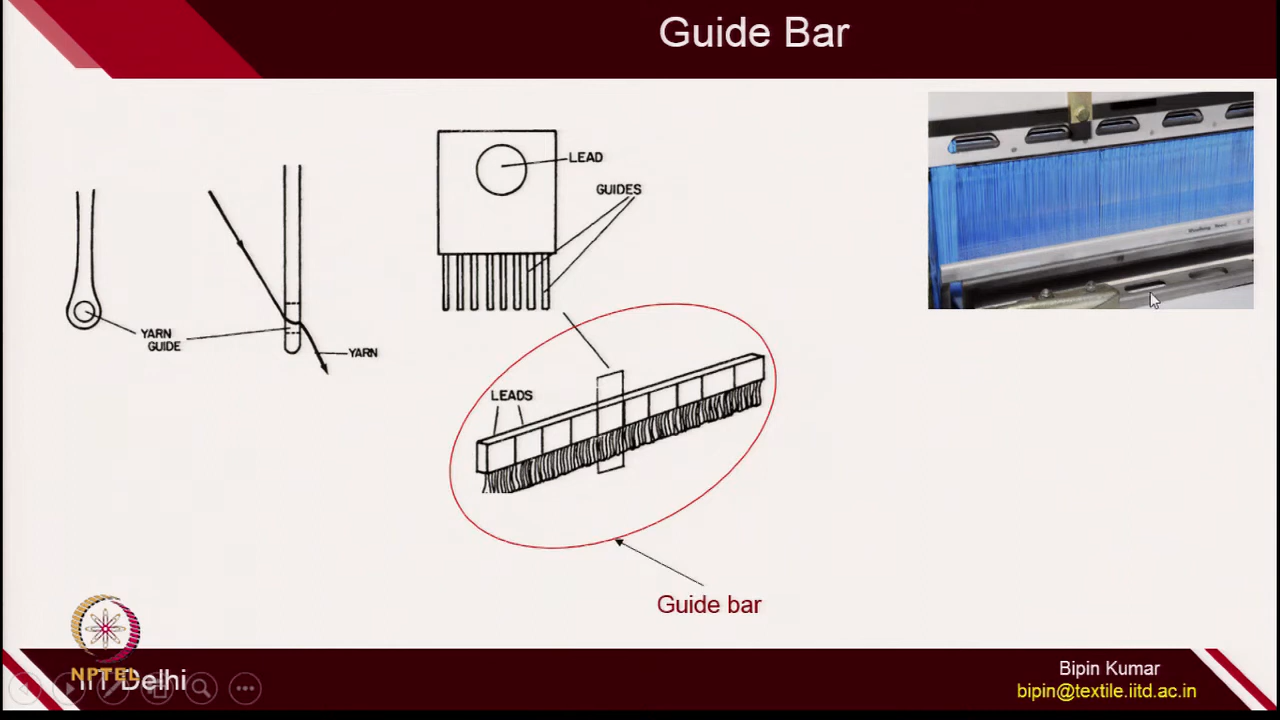 Guide Bar
LEAD
GUIDES
YARN
GUIDE
YARN
LEADS
Guide bar
NPTEL
IIT Delhi
Bipin Kumar
bipin@textile.iitd.ac.in